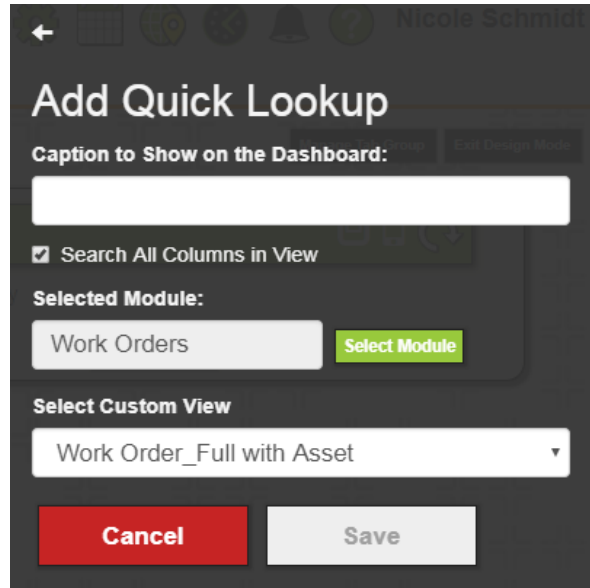 Nicole Schmidt
Add Quick Lookup
Group Exit Design Mode
Caption to Show on the Dashboard:
Search All Columns in View
Selected Module:
Work Orders
Select Module
Select Custom View
Work Order_Full with Asset
Cancel
Save